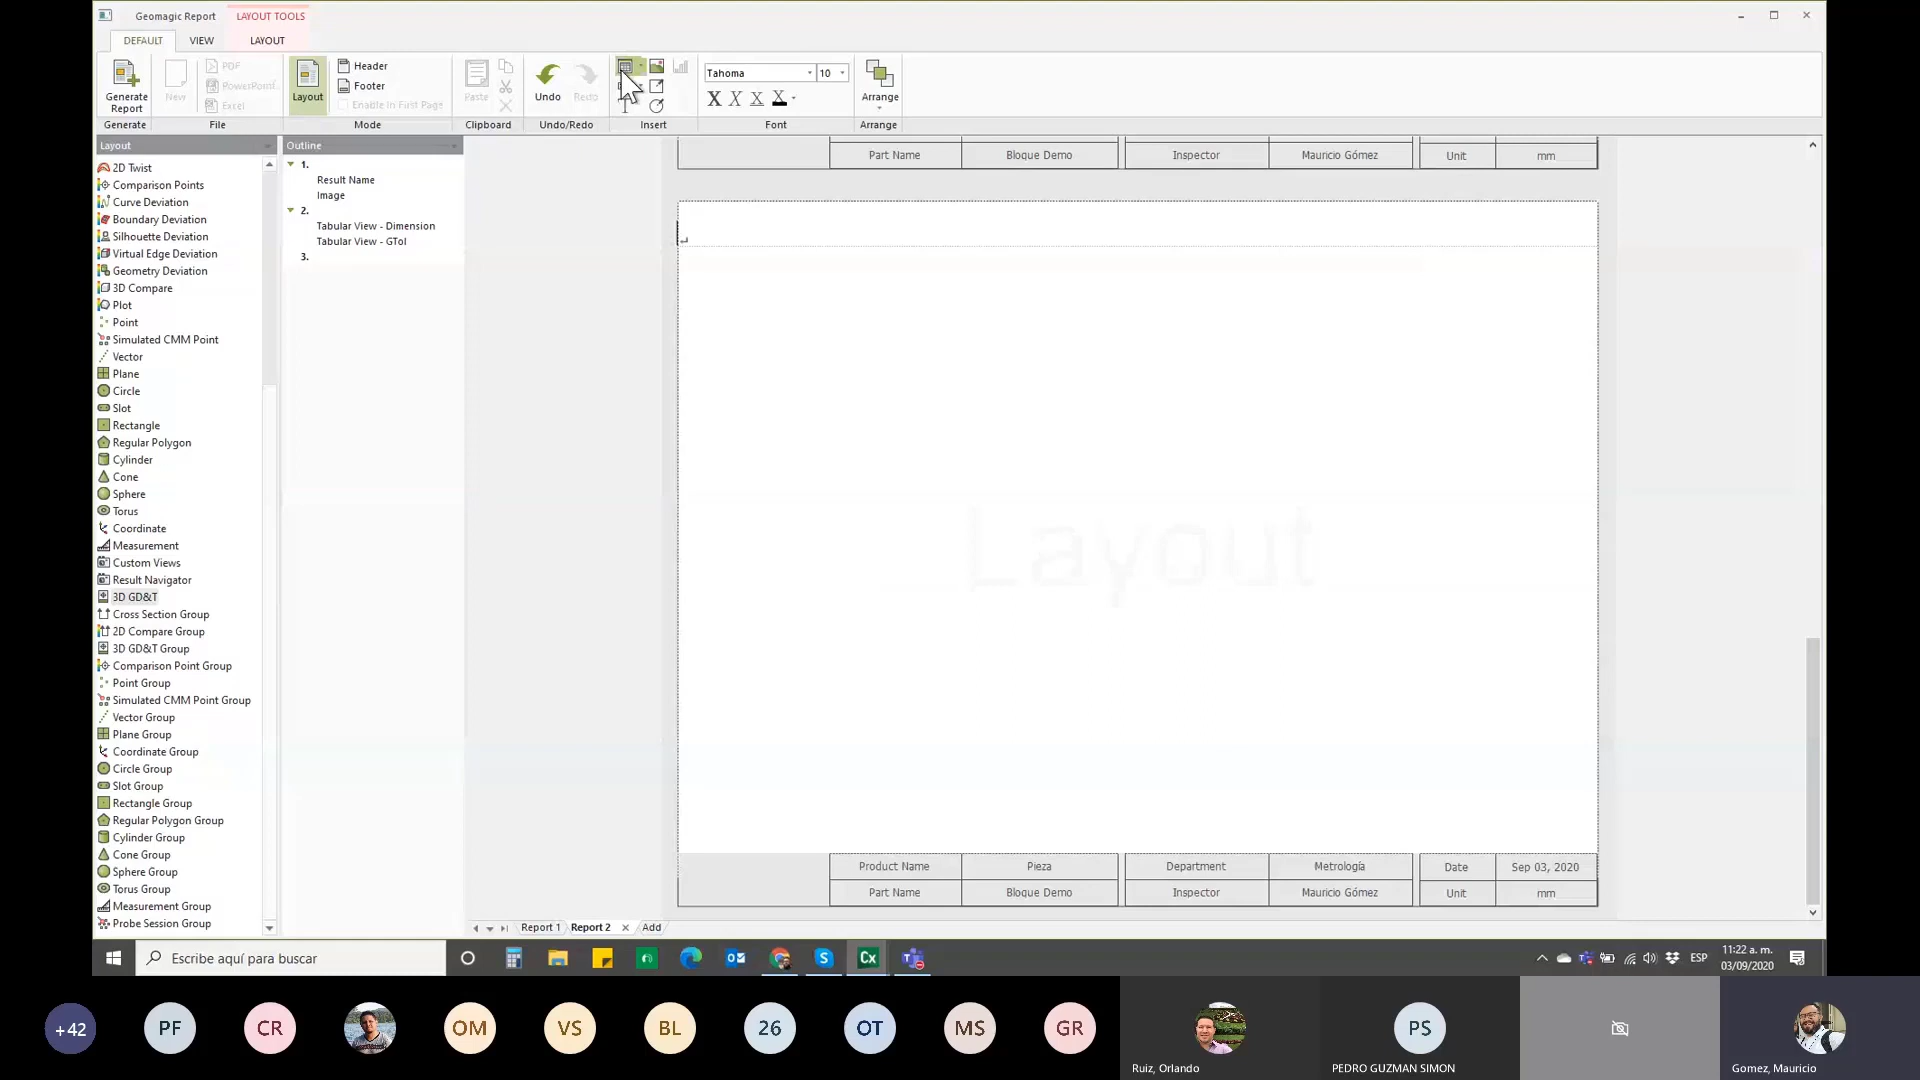 Geomagic Report
LAYOUT TOOLS
DEFAULT
VIEW
LAYOUT
Generate Report
New
PDF
PowerPoint
Excel
Layout
Header
Footer
Enable In First Page
Paste
Undo
Redo
Tahoma
10
X X X X
Arrange
Generate
File
Mode
Clipboard
Undo/Redo
Insert
Font
Arrange
Layout
2D Twist
Comparison Points
Curve Deviation
Boundary Deviation
Silhouette Deviation
Virtual Edge Deviation
Geometry Deviation
3D Compare
Plot
Point
Simulated CMM Point
Vector
Plane
Circle
Slot
Rectangle
Regular Polygon
Cylinder
Cone
Sphere
Torus
Coordinate
Measurement
Custom Views
Result Navigator
3D GD&T
Cross Section Group
2D Compare Group
3D GD&T Group
Comparison Point Group
Point Group
Simulated CMM Point Group
Vector Group
Plane Group
Coordinate Group
Circle Group
Slot Group
Rectangle Group
Regular Polygon Group
Cylinder Group
Cone Group
Sphere Group
Torus Group
Measurement Group
Probe Session Group
Outline
1.
Result Name
Image
2.
Tabular View - Dimension
Tabular View - GTol
3.
Part Name Bloque Demo Inspector Mauricio Gómez Unit mm
Layout
Product Name Pieza Department Metrología Date Sep 03, 2020
Part Name Bloque Demo Inspector Mauricio Gómez Unit mm
Report 1
Report 2
Add
Escribe aquí para buscar
Cx
ESP
11:22 a. m.
03/09/2020
+42
PF
CR
OM
VS
BL
26
OT
MS
GR
Ruiz, Orlando
PS
PEDRO GUZMAN SIMON
Gomez, Mauricio